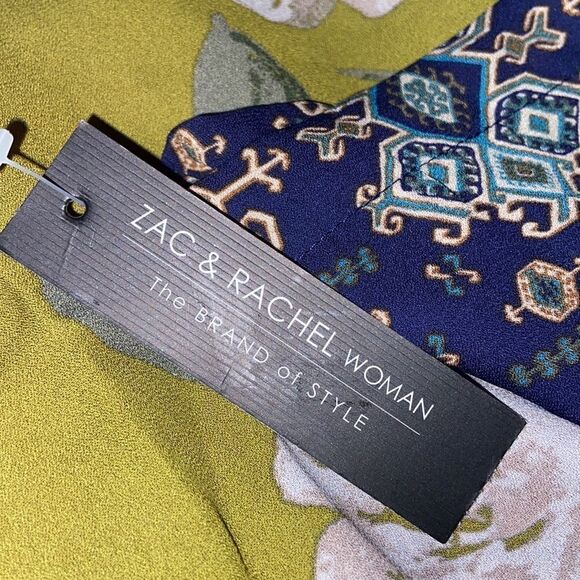 ZAC & RACHEL WOMAN
The BRAND of STYLE